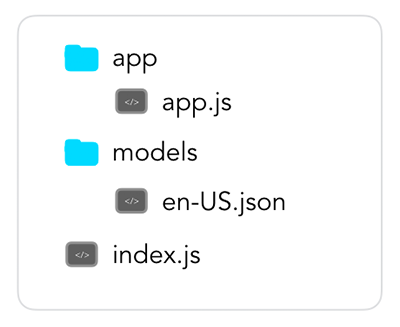 app
</> app.js
models
</> en-US.json
</> index.js